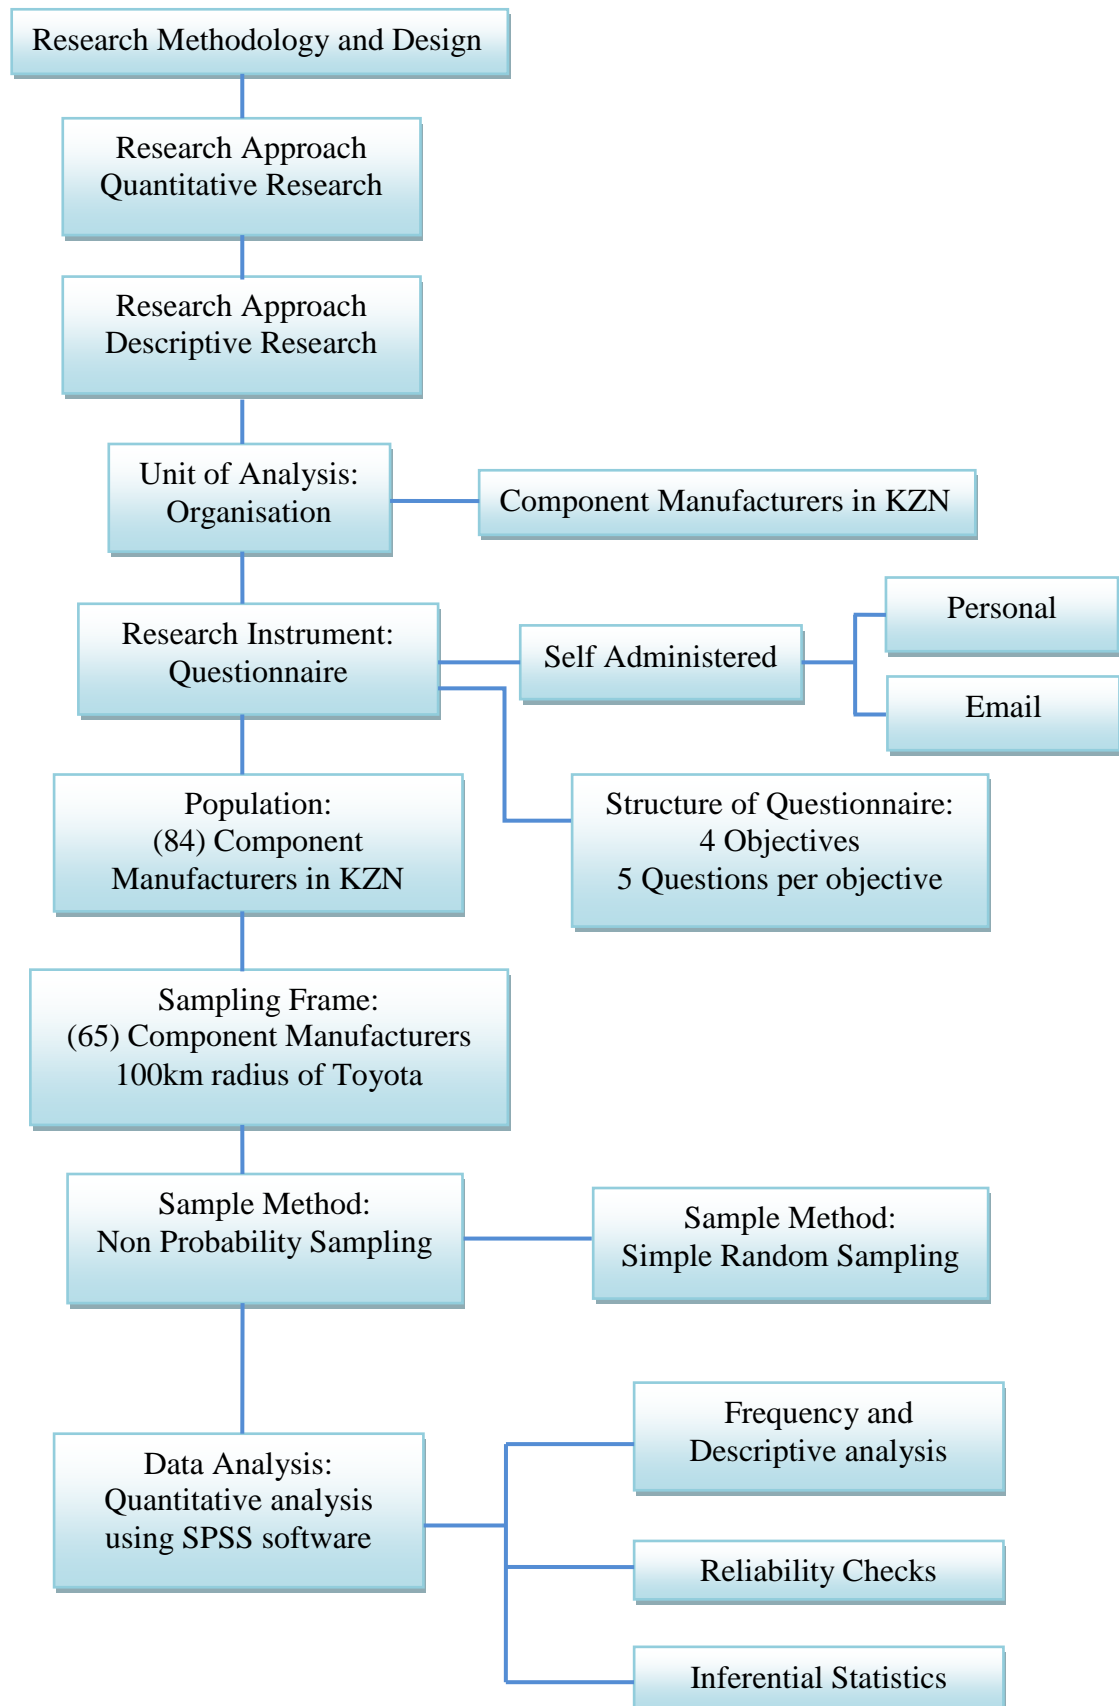 Research Methodology and Design
Research Approach
Quantitative Research
Research Approach
Descriptive Research
Unit of Analysis:
Organisation
Component Manufacturers in KZN
Research Instrument:
Questionnaire
Self Administered
Personal
Email
Structure of Questionnaire:
4 Objectives
5 Questions per objective
Population:
(84) Component
Manufacturers in KZN
Sampling Frame:
(65) Component Manufacturers
100km radius of Toyota
Sample Method:
Non Probability Sampling
Sample Method:
Simple Random Sampling
Data Analysis:
Quantitative analysis
using SPSS software
Frequency and
Descriptive analysis
Reliability Checks
Inferential Statistics